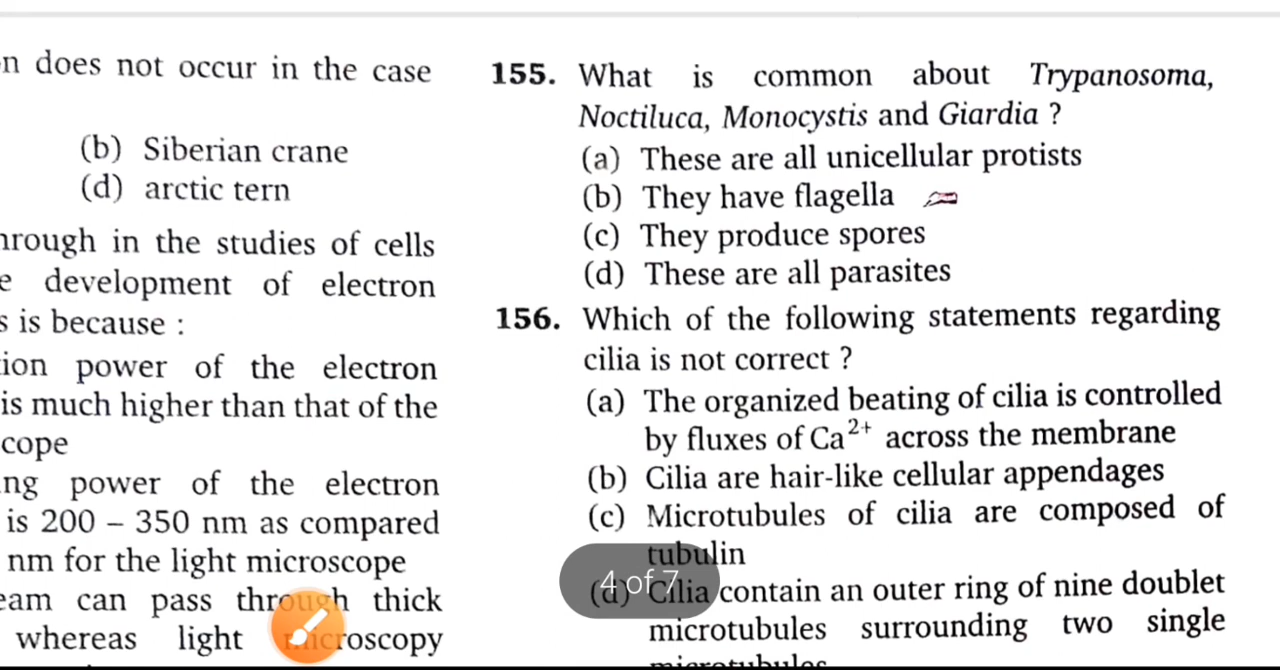 n does not occur in the case
(b) Siberian crane
(d) arctic tern
hrough in the studies of cells
e development of electron
s is because :
ion power of the electron
is much higher than that of the
cope
ng power of the electron
is 200 – 350 nm as compared
nm for the light microscope
eam can pass through thick
whereas light microscopy
155. What is common about Trypanosoma,
Noctiluca, Monocystis and Giardia ?
(a) These are all unicellular protists
(b) They have flagella
(c) They produce spores
(d) These are all parasites
156. Which of the following statements regarding
cilia is not correct ?
(a) The organized beating of cilia is controlled
by fluxes of Ca²⁺ across the membrane
(b) Cilia are hair-like cellular appendages
(c) Microtubules of cilia are composed of
tubulin
4 of 7
(d) Cilia contain an outer ring of nine doublet
microtubules surrounding two single
microtubules